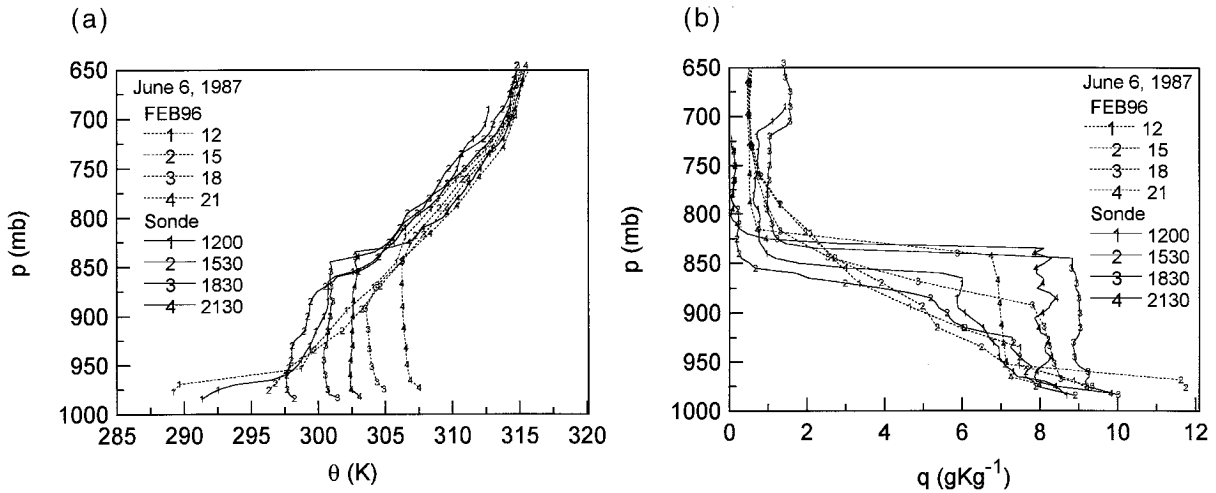 (a)
650
700
750
800
850
900
950
1000
p (mb)
June 6, 1987
FEB96
1 12
2 15
3 18
4 21
Sonde
1 1200
2 1530
3 1830
4 2130
285 290 295 300 305 310 315 320
θ (K)
(b)
650
700
750
800
850
900
950
1000
p (mb)
June 6, 1987
FEB96
1 12
2 15
3 18
4 21
Sonde
1 1200
2 1530
3 1830
4 2130
0 2 4 6 8 10 12
q (gKg⁻¹)